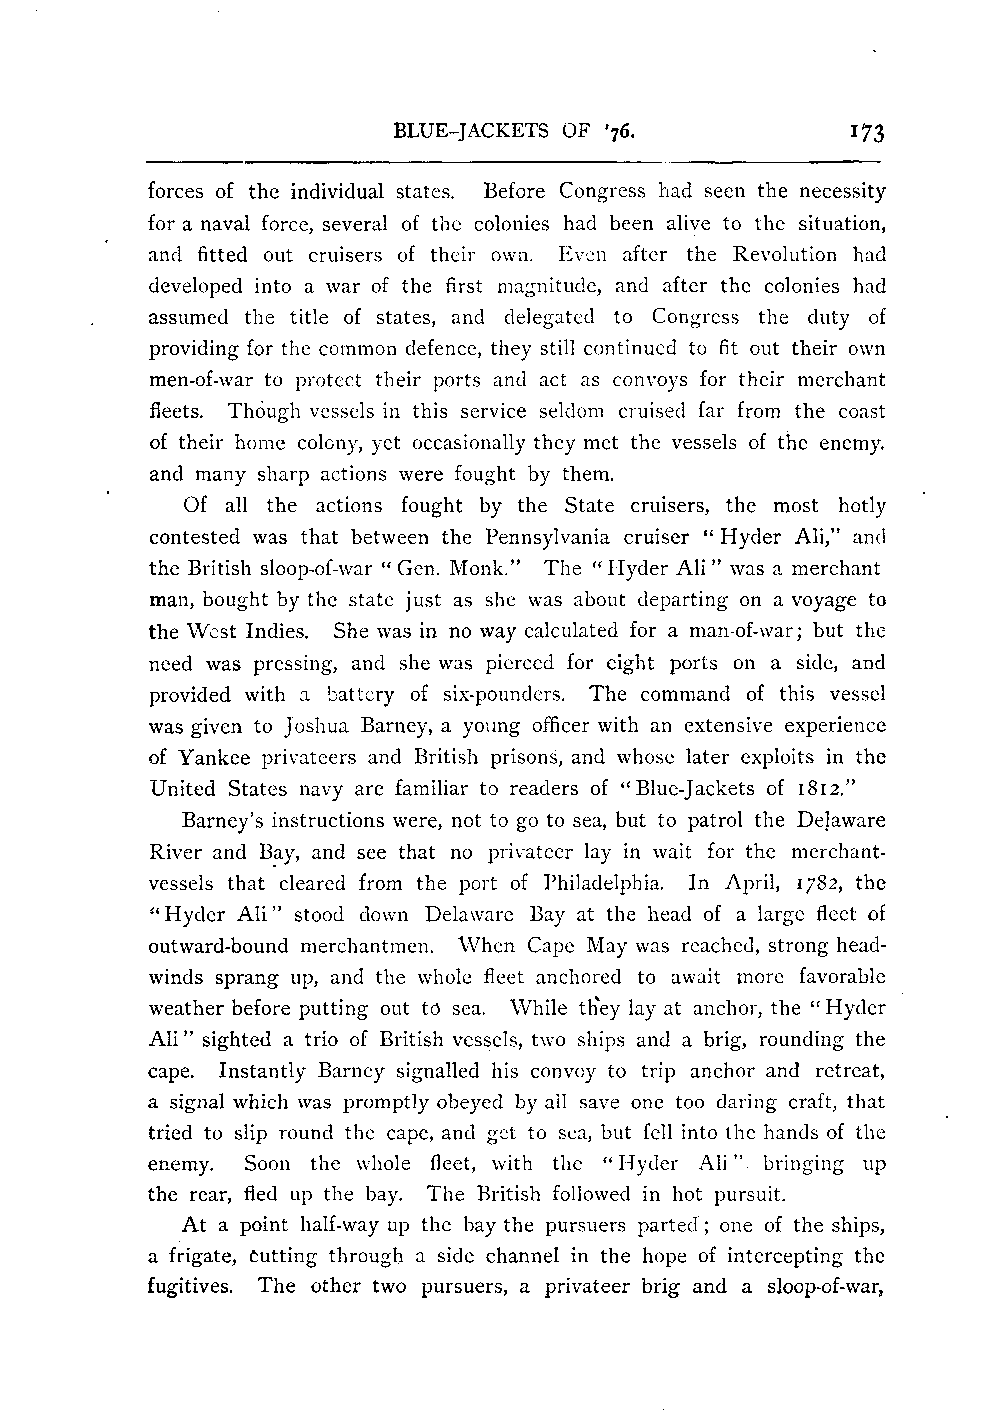 BLUE-JACKETS OF '76. 173
forces of the individual states. Before Congress had seen the necessity
for a naval force, several of the colonies had been alive to the situation,
and fitted out cruisers of their own. Even after the Revolution had
developed into a war of the first magnitude, and after the colonies had
assumed the title of states, and delegated to Congress the duty of
providing for the common defence, they still continued to fit out their own
men-of-war to protect their ports and act as convoys for their merchant
fleets. Though vessels in this service seldom cruised far from the coast
of their home colony, yet occasionally they met the vessels of the enemy,
and many sharp actions were fought by them.
Of all the actions fought by the State cruisers, the most hotly
contested was that between the Pennsylvania cruiser "Hyder Ali," and
the British sloop-of-war "Gen. Monk." The "Hyder Ali" was a merchant
man, bought by the state just as she was about departing on a voyage to
the West Indies. She was in no way calculated for a man-of-war; but the
need was pressing, and she was pierced for eight ports on a side, and
provided with a battery of six-pounders. The command of this vessel
was given to Joshua Barney, a young officer with an extensive experience
of Yankee privateers and British prisons, and whose later exploits in the
United States navy are familiar to readers of "Blue-Jackets of 1812."
Barney's instructions were, not to go to sea, but to patrol the Delaware
River and Bay, and see that no privateer lay in wait for the merchant-
vessels that cleared from the port of Philadelphia. In April, 1782, the
"Hyder Ali" stood down Delaware Bay at the head of a large fleet of
outward-bound merchantmen. When Cape May was reached, strong head-
winds sprang up, and the whole fleet anchored to await more favorable
weather before putting out to sea. While they lay at anchor, the "Hyder
Ali" sighted a trio of British vessels, two ships and a brig, rounding the
cape. Instantly Barney signalled his convoy to trip anchor and retreat,
a signal which was promptly obeyed by all save one too daring craft, that
tried to slip round the cape, and get to sea, but fell into the hands of the
enemy. Soon the whole fleet, with the "Hyder Ali" bringing up
the rear, fled up the bay. The British followed in hot pursuit.
At a point half-way up the bay the pursuers parted; one of the ships,
a frigate, cutting through a side channel in the hope of intercepting the
fugitives. The other two pursuers, a privateer brig and a sloop-of-war,